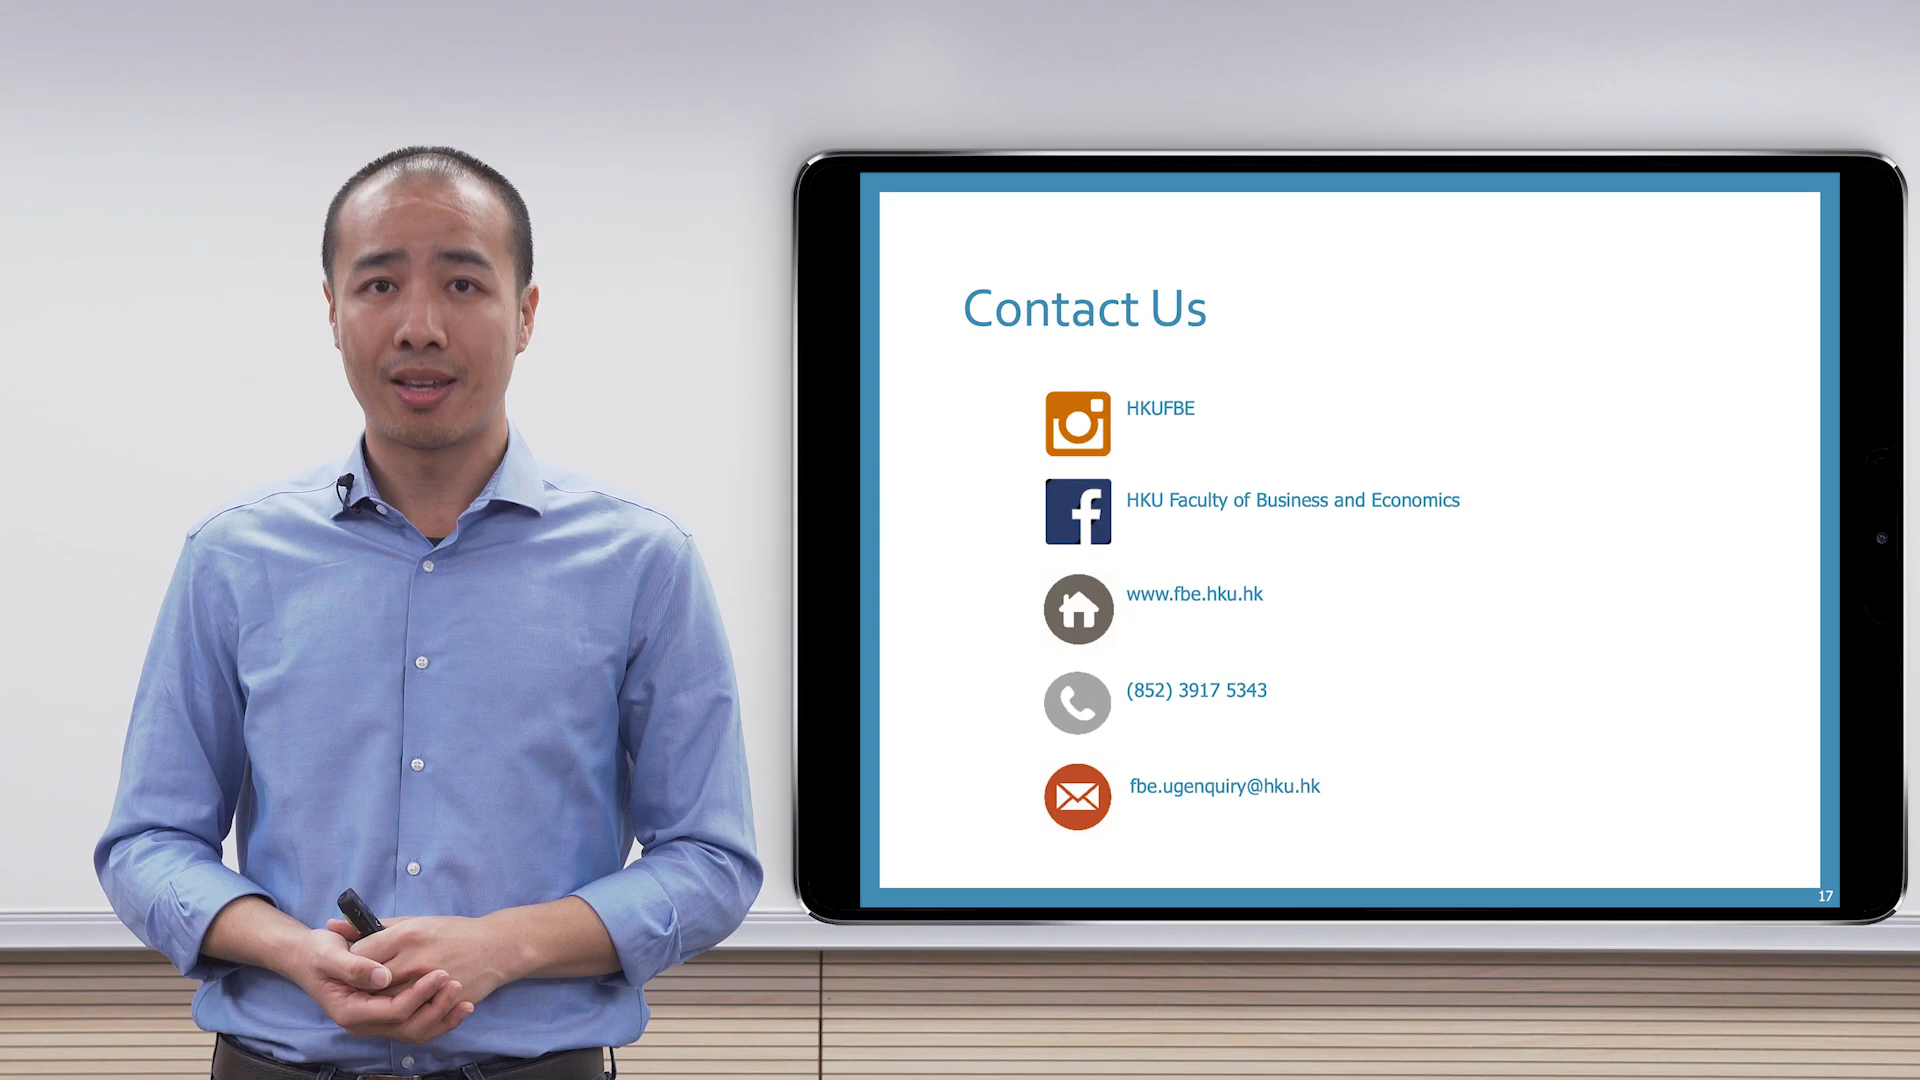 Contact Us
HKUFBE
HKU Faculty of Business and Economics
www.fbe.hku.hk
(852) 3917 5343
fbe.ugenquiry@hku.hk
17